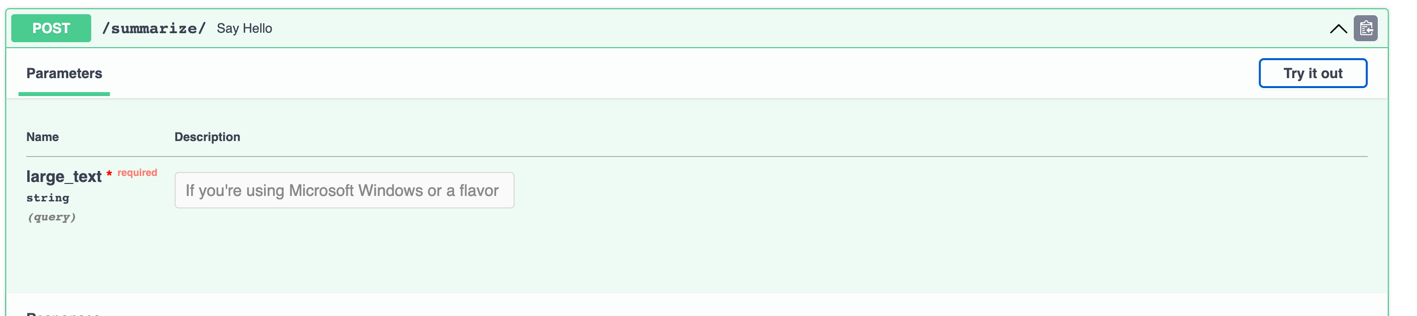 POST /summarize/ Say Hello
Parameters
Try it out
Name Description
large_text * required
string
(query)
If you're using Microsoft Windows or a flavor
Responses